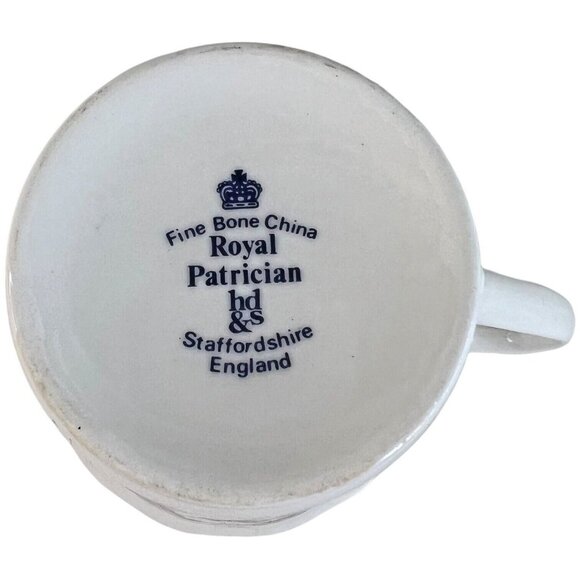 Fine Bone China
Royal
Patrician
hd
&s
Staffordshire
England